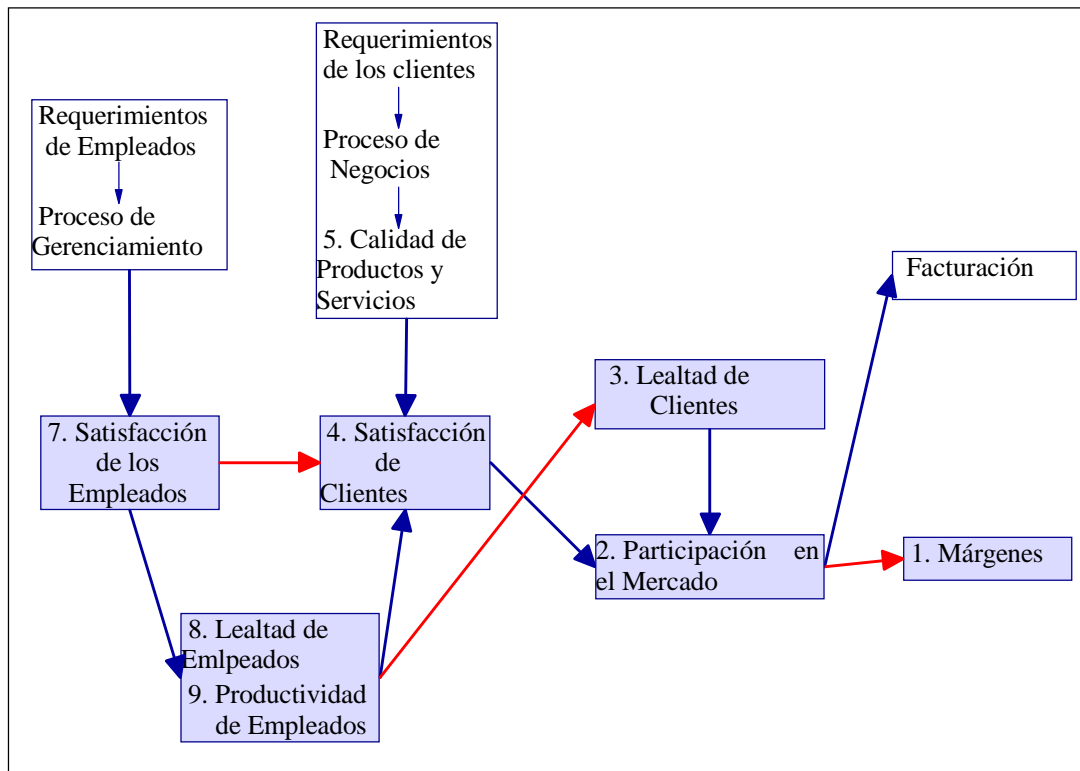 Requerimientos
de los clientes
Proceso de
Negocios
5. Calidad de
Productos y
Servicios
Requerimientos
de Empleados
Proceso de
Gerenciamiento
Facturación
3. Lealtad de
Clientes
7. Satisfacción
de los
Empleados
4. Satisfacción
de
Clientes
2. Participación en
el Mercado
1. Márgenes
8. Lealtad de
Emlpeados
9. Productividad
de Empleados